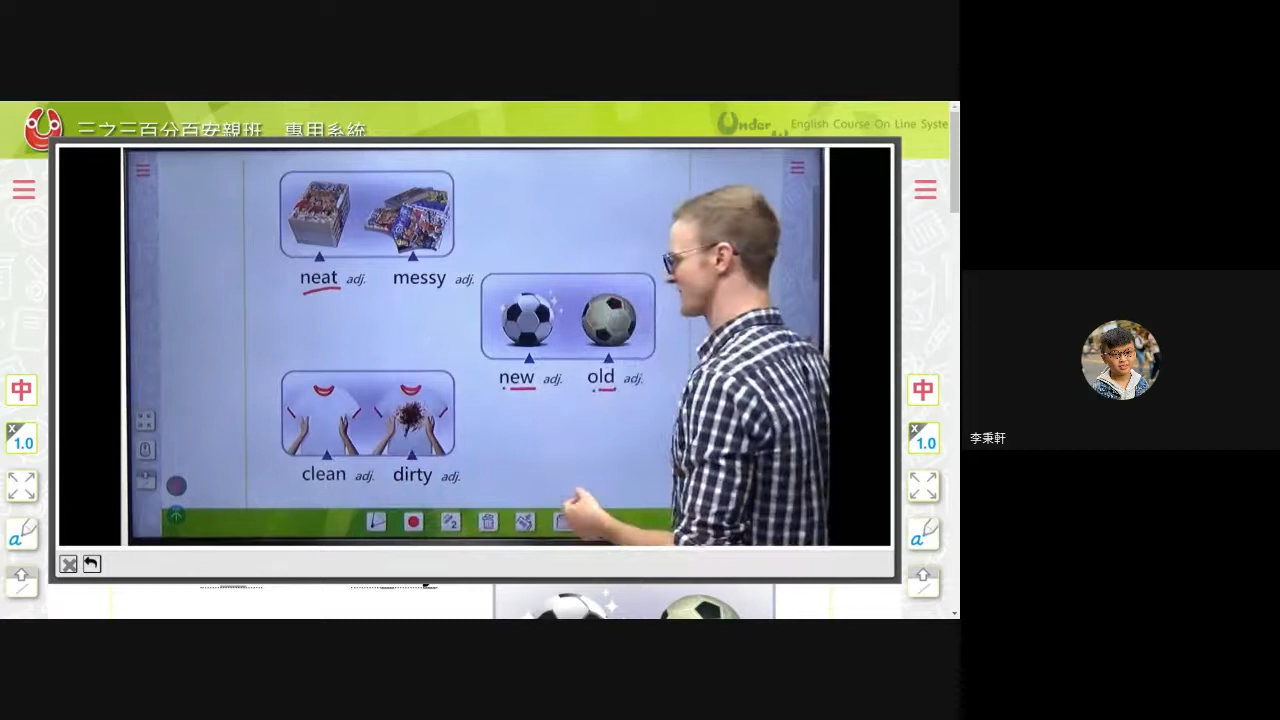 三之三百分百安親班 專用系統
Under
English Course On Line Syste
neat adj. messy adj.
new adj. old adj.
clean adj. dirty adj.
中
中
x 1.0
x 1.0
a
a
李秉軒